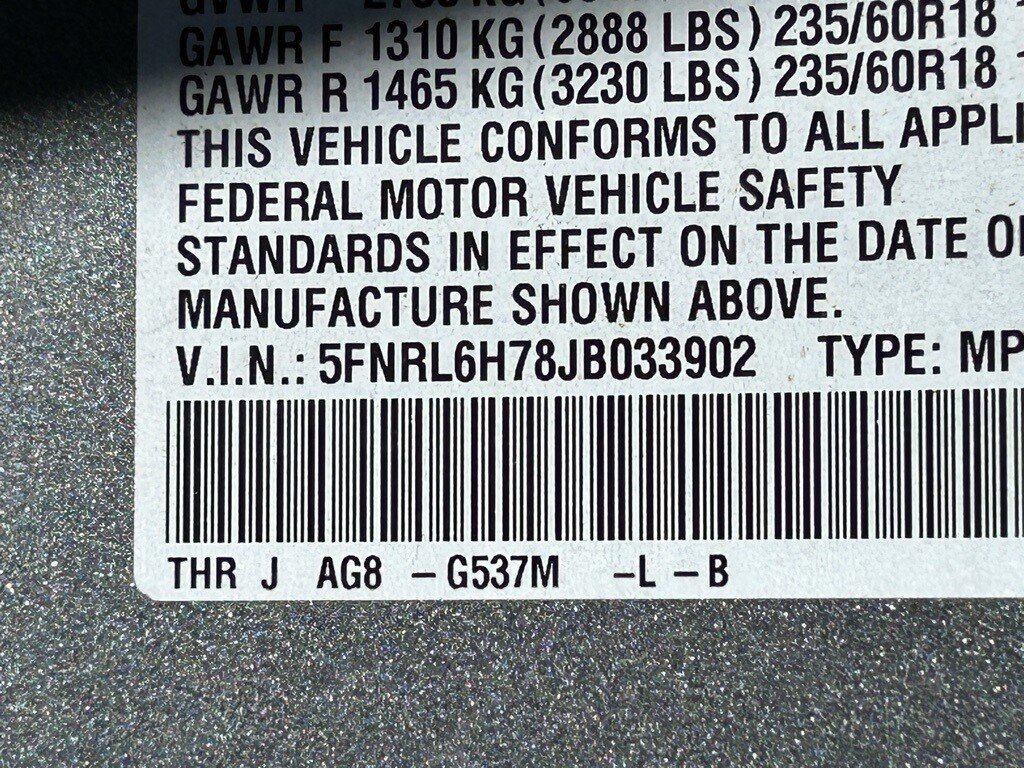 GAWR F 1310 KG (2888 LBS) 235/60R18
GAWR R 1465 KG (3230 LBS) 235/60R18
THIS VEHICLE CONFORMS TO ALL
FEDERAL MOTOR VEHICLE SAFETY
STANDARDS IN EFFECT ON THE DATE
MANUFACTURE SHOWN ABOVE.
V.I.N.: 5FNRL6H78JB033902 TYPE: MP
THR J AG8 – G537M – L – B